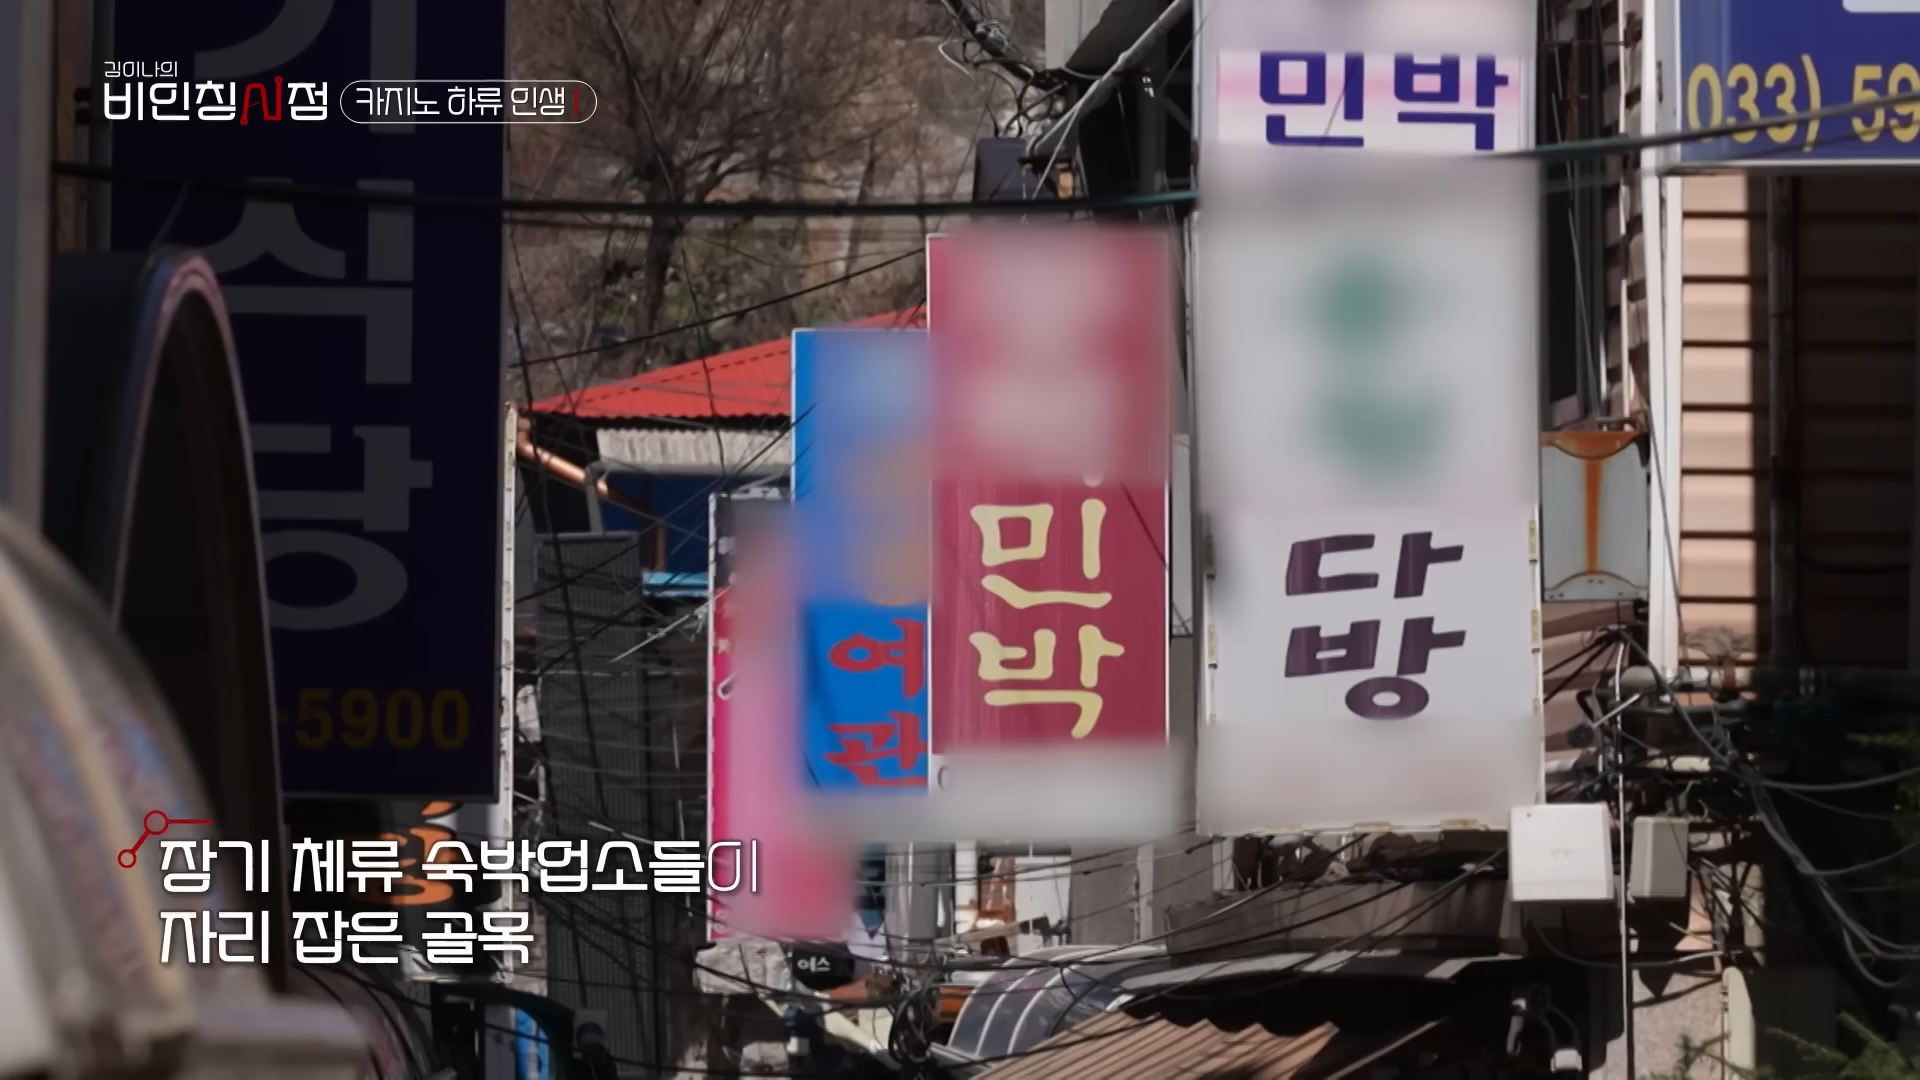 김이나의
비인칭시점 카지노 하류 인생 |
민박
033) 59
식당
-5900
여관
민박
다방
장기 체류 숙박업소들이
자리 잡은 골목